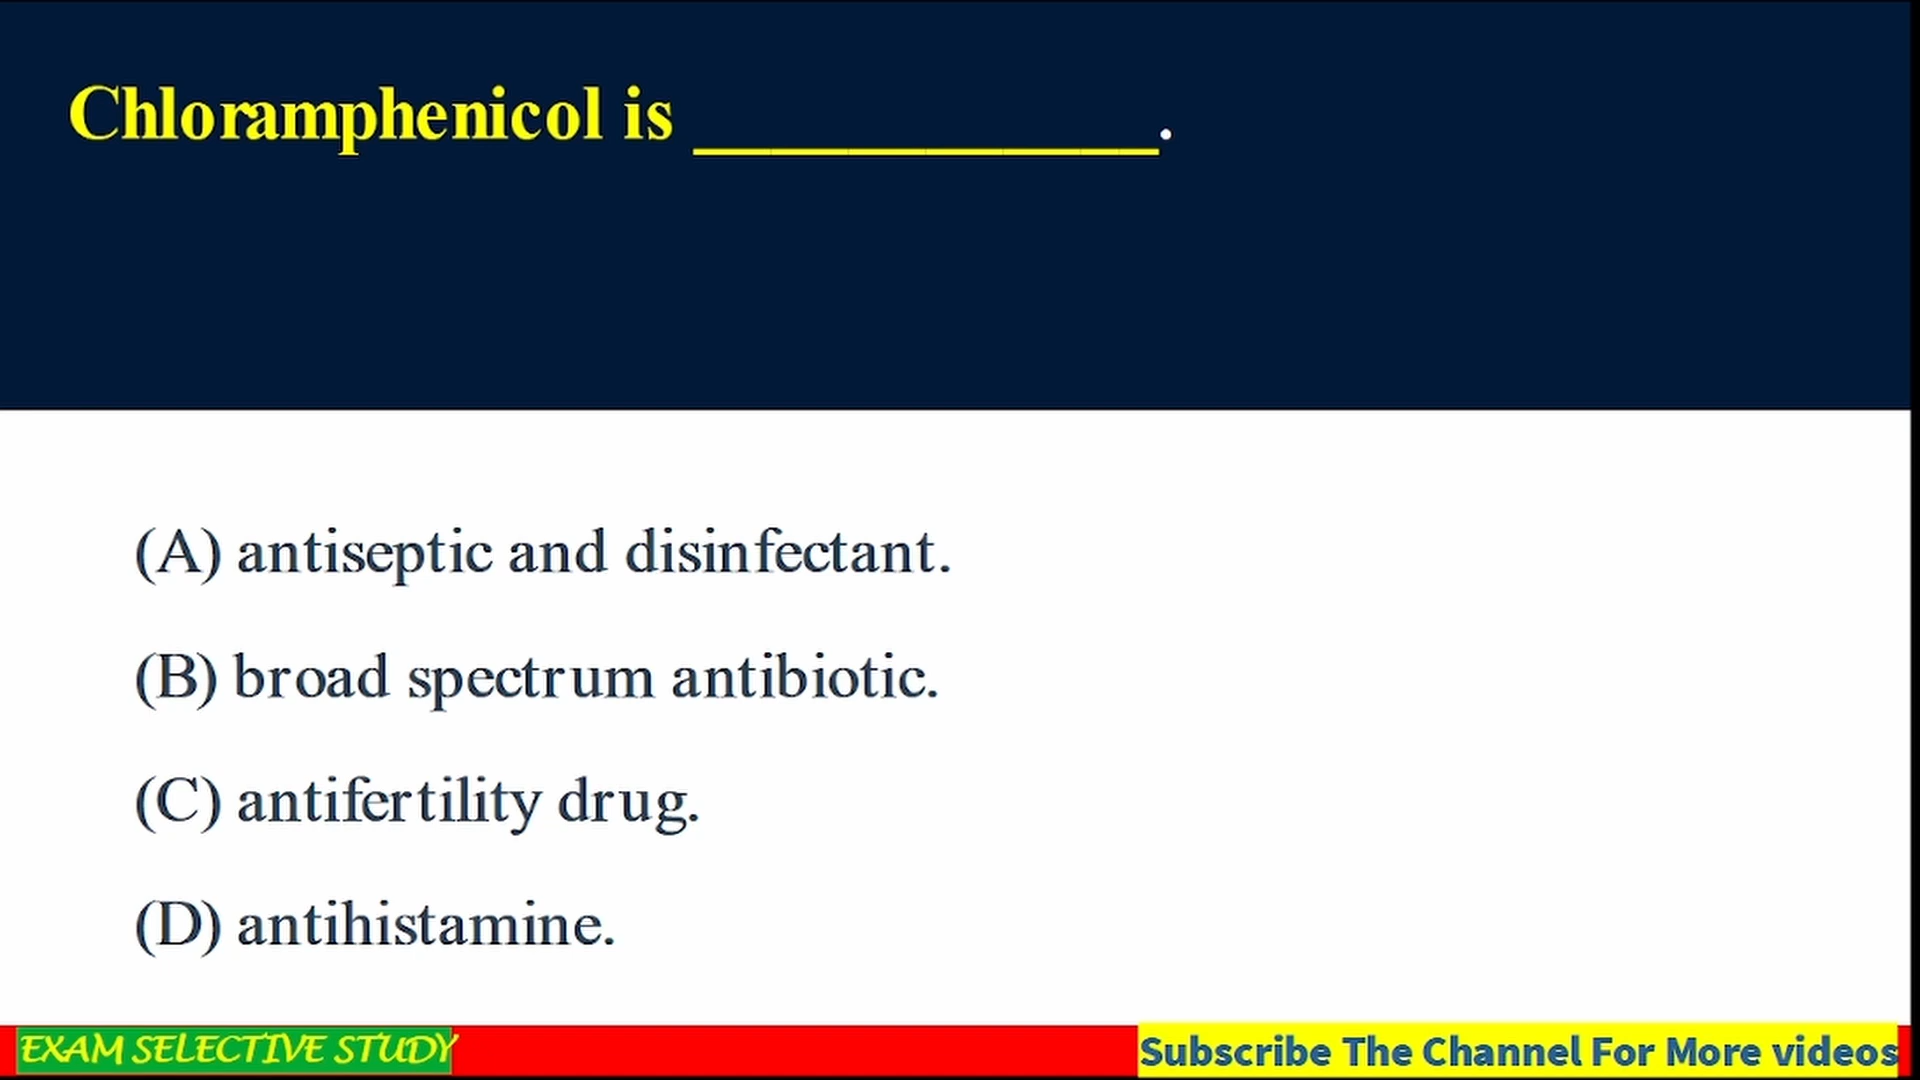 Chloramphenicol is ____________.
(A) antiseptic and disinfectant.
(B) broad spectrum antibiotic.
(C) antifertility drug.
(D) antihistamine.
EXAM SELECTIVE STUDY
Subscribe The Channel For More videos